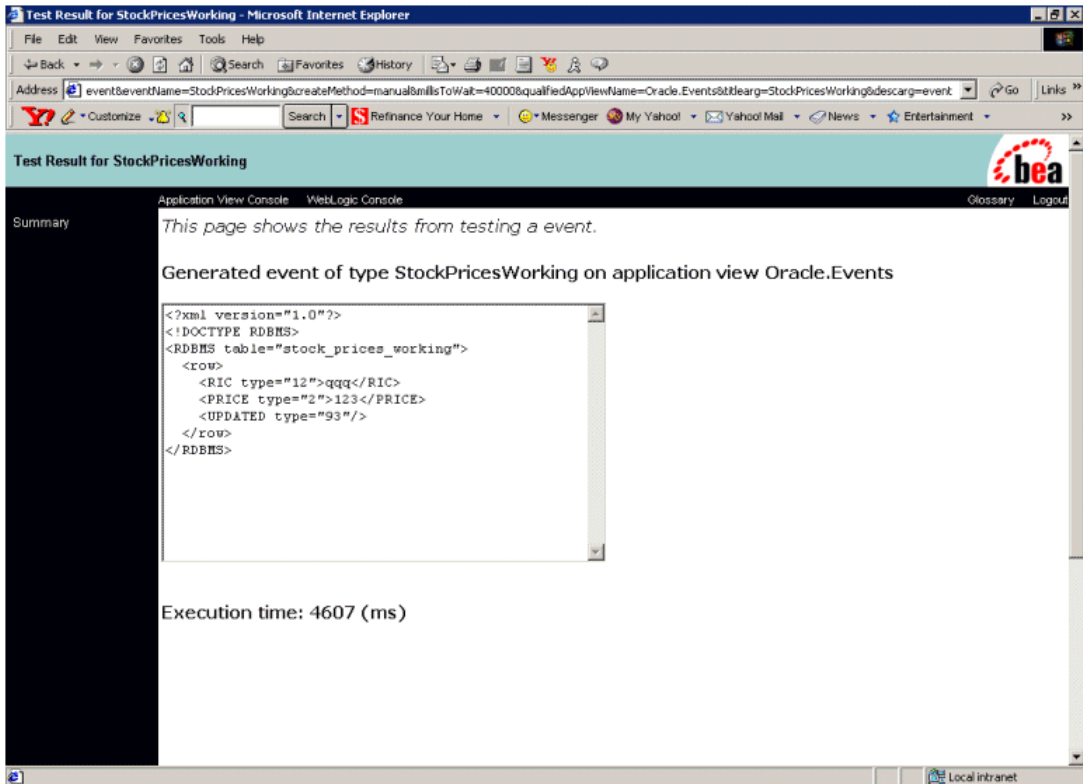 Test Result for StockPricesWorking - Microsoft Internet Explorer
File Edit View Favorites Tools Help
Back Search Favorites History
Address event&eventName=StockPricesWorking&createMethod=manual&millsToWait=40000&qualifiedAppViewName=Oracle.Events&titlearg=StockPricesWorking&descarg=event Go Links »
Y! Customize Search Refinance Your Home Messenger My Yahoo! Yahoo! Mail News Entertainment »
Test Result for StockPricesWorking
bea
Application View Console WebLogic Console Glossary Logout
Summary
This page shows the results from testing a event.
Generated event of type StockPricesWorking on application view Oracle.Events
<?xml version="1.0"?>
<!DOCTYPE RDBMS>
<RDBMS table="stock_prices_working">
<row>
<RIC type="12">qqq</RIC>
<PRICE type="2">123</PRICE>
<UPDATED type="93"/>
</row>
</RDBMS>
Execution time: 4607 (ms)
Local intranet